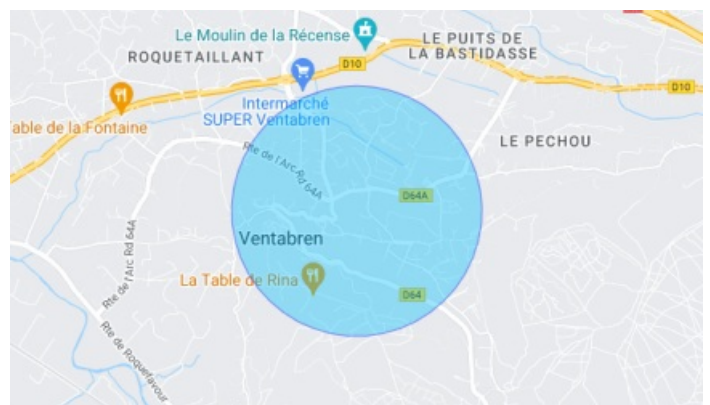 Le Moulin de la Récense
LE PUITS DE
LA BASTIDASSE
ROQUETAILLANT
D10
D10
Intermarché
SUPER Ventabren
able de la Fontaine
LE PECHOU
Rte de l'Arc Rd 64A
D64A
Ventabren
La Table de Rina
D64
Rte de l'Arc Rd 64A
Rte de Roquefavour